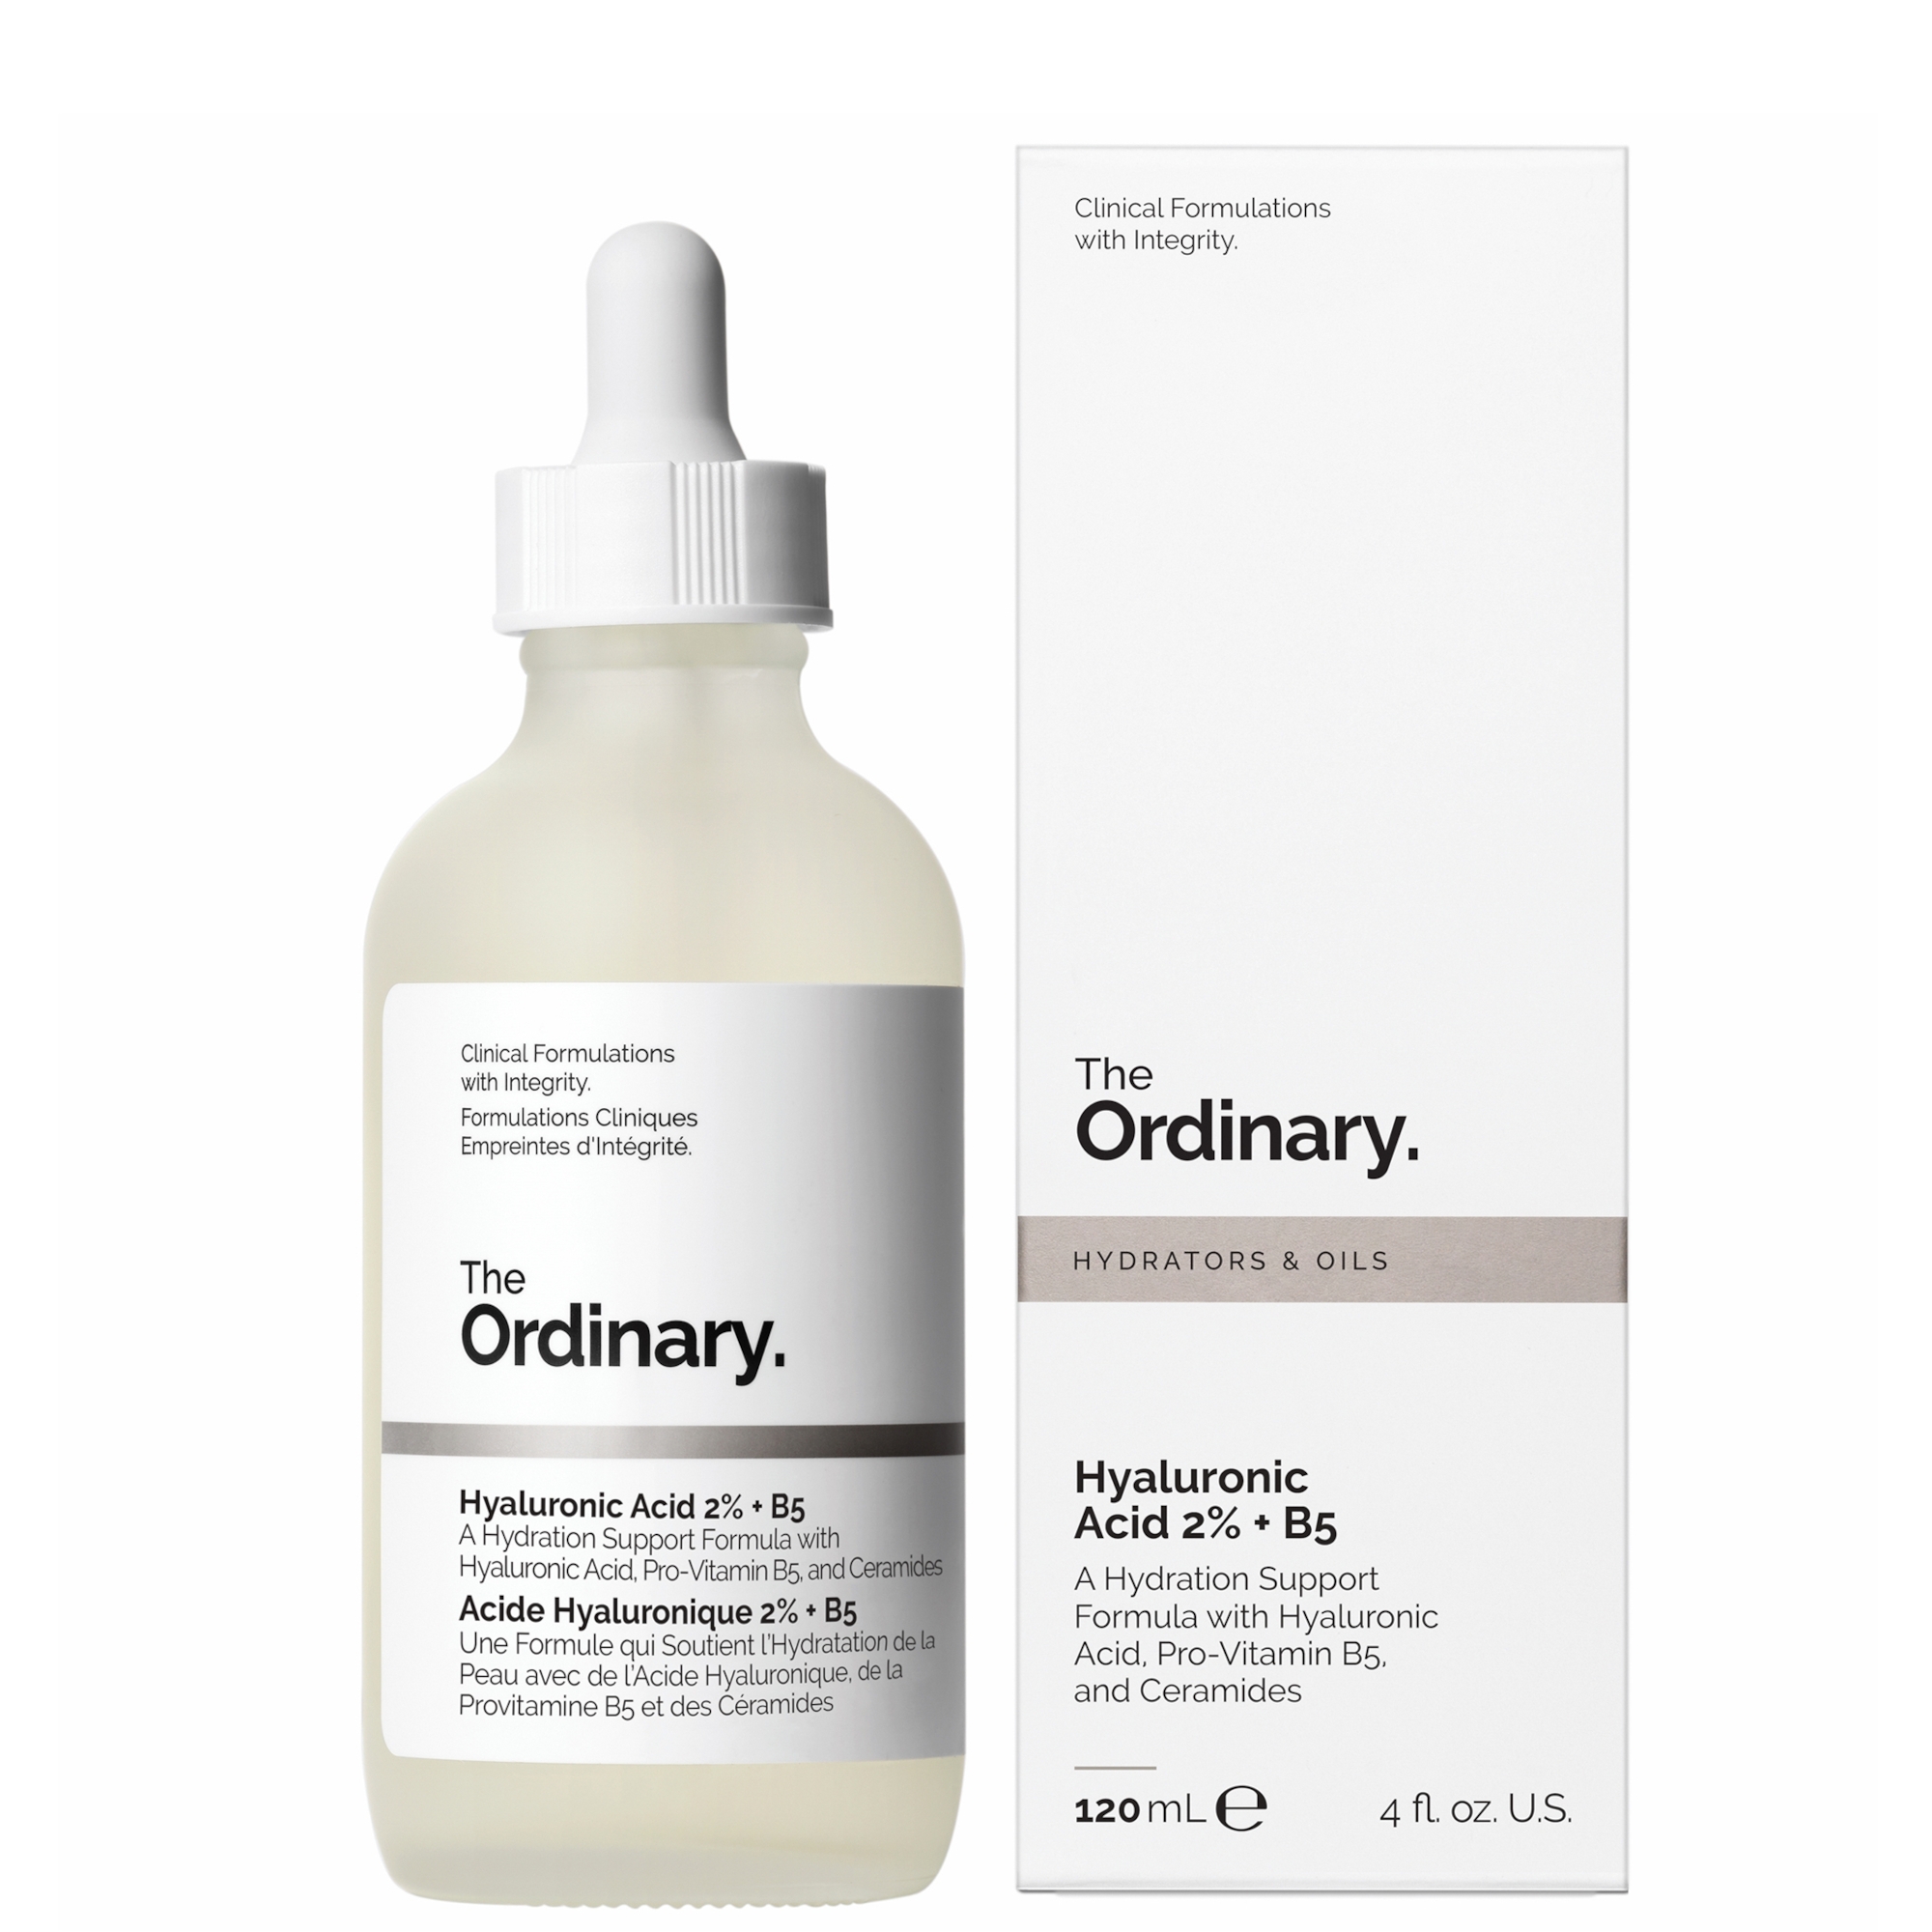 Clinical Formulations
with Integrity.
Formulations Cliniques
Empreintes d'Intégrité.
The
Ordinary.
Hyaluronic Acid 2% + B5
A Hydration Support Formula with
Hyaluronic Acid, Pro-Vitamin B5, and Ceramides
Acide Hyaluronique 2% + B5
Une Formule qui Soutient l'Hydratation de la
Peau avec de l'Acide Hyaluronique, de la
Provitamine B5 et des Céramides
Clinical Formulations
with Integrity.
The
Ordinary.
HYDRATORS & OILS
Hyaluronic
Acid 2% + B5
A Hydration Support
Formula with Hyaluronic
Acid, Pro-Vitamin B5,
and Ceramides
120 mL ℮ 4 fl. oz. U.S.